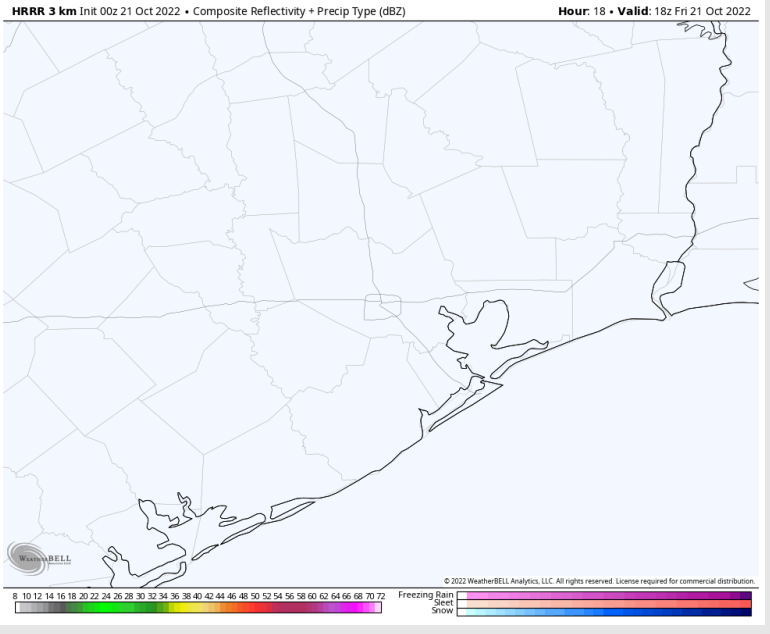 HRRR 3 km Init 00z 21 Oct 2022 • Composite Reflectivity + Precip Type (dBZ) Hour: 18 • Valid: 18z Fri 21 Oct 2022
WEATHERBELL
© 2022 WeatherBELL Analytics, LLC. All rights reserved. License required for commercial distribution.
8 10 12 14 16 18 20 22 24 26 28 30 32 34 36 38 40 42 44 46 48 50 52 54 56 58 60 62 64 66 68 70 72
Freezing Rain
Sleet
Snow